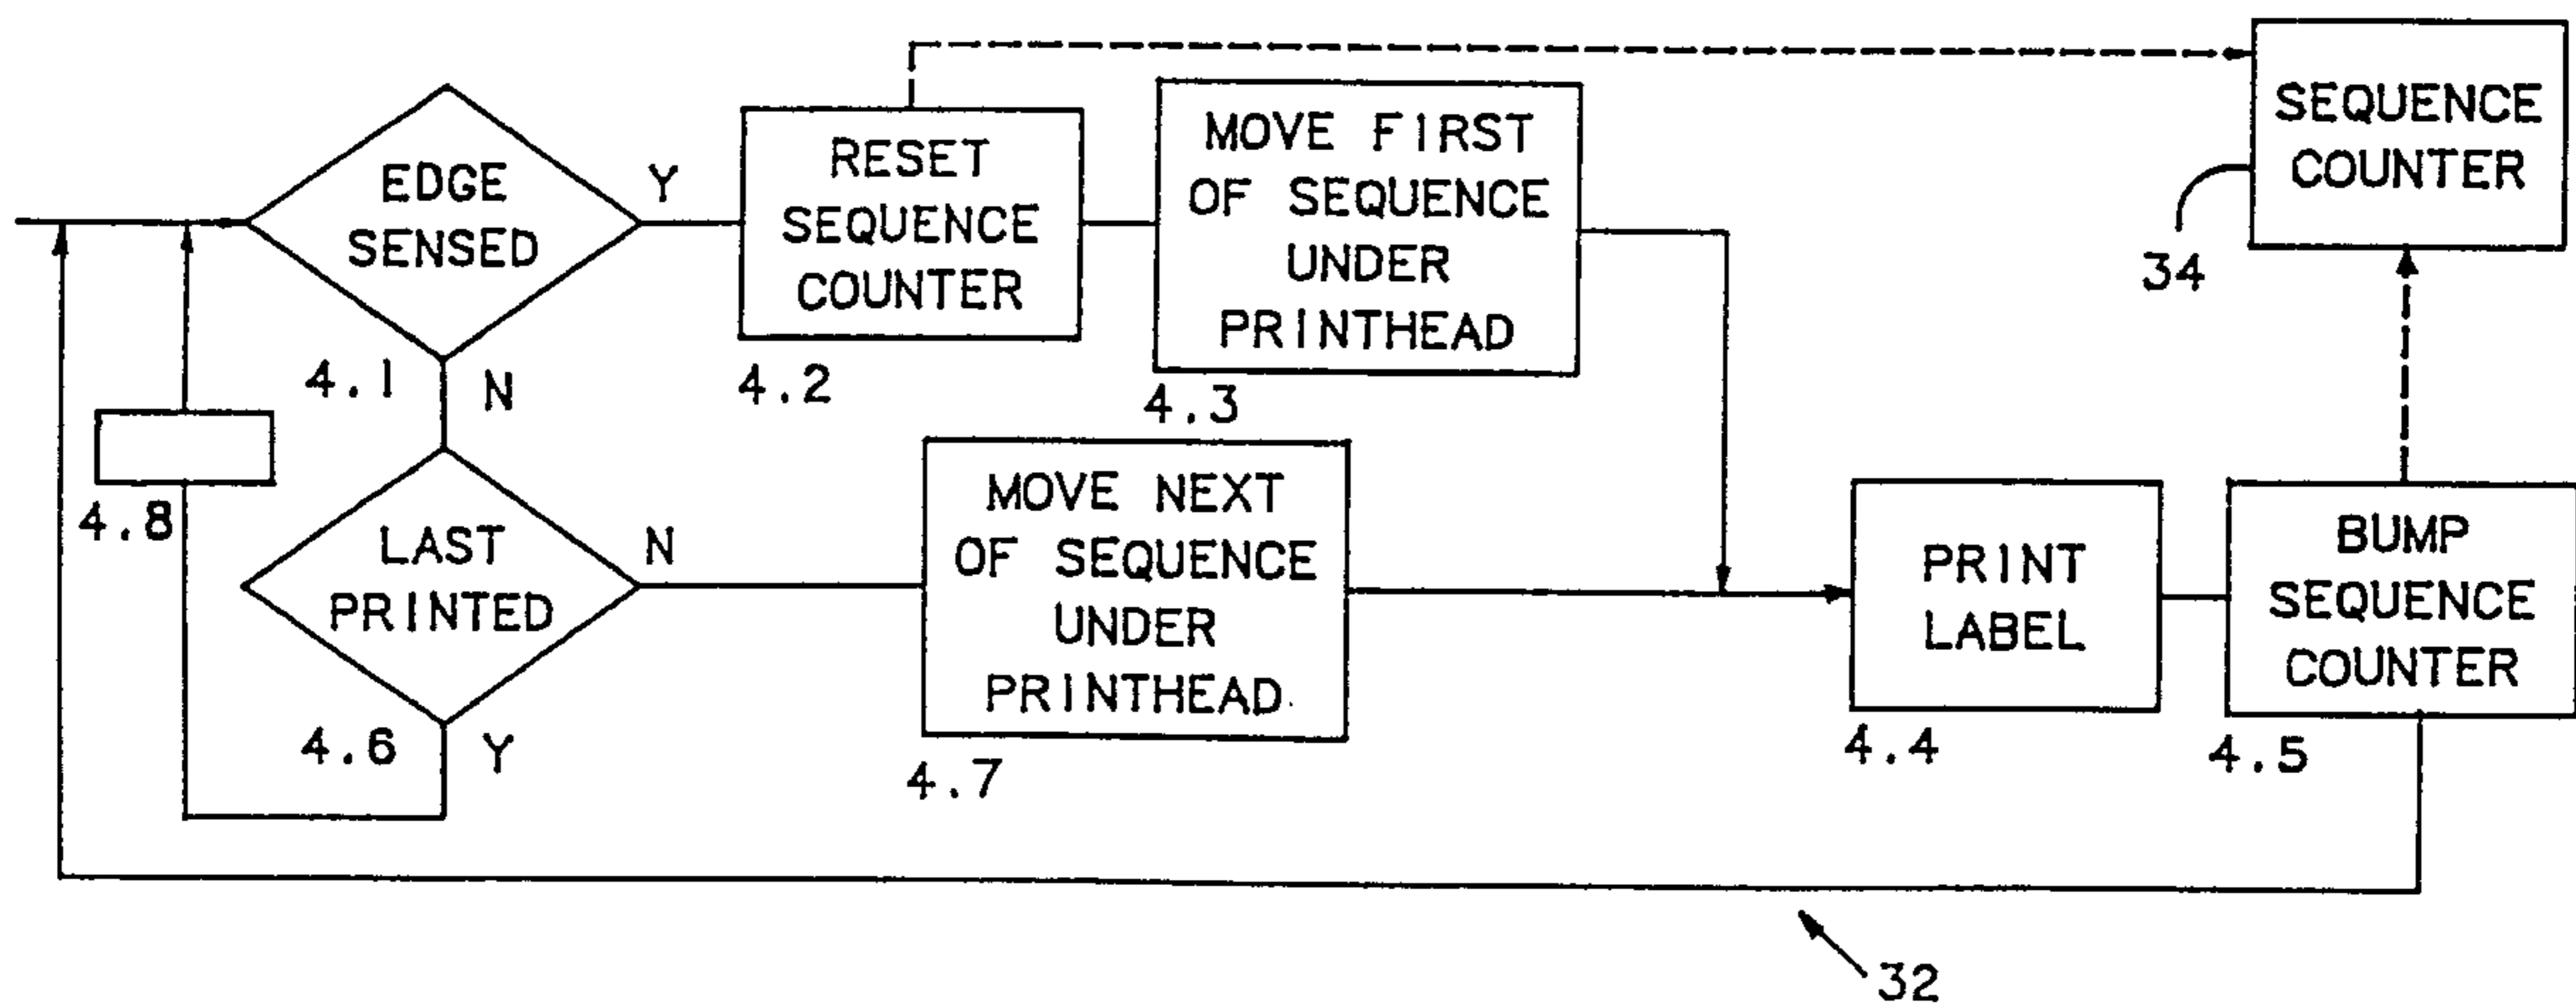 EDGE
SENSED
Y
4.1
N
RESET
SEQUENCE
COUNTER
4.2
MOVE FIRST
OF SEQUENCE
UNDER
PRINTHEAD
4.3
SEQUENCE
COUNTER
34
4.8
LAST
PRINTED
N
4.6
Y
MOVE NEXT
OF SEQUENCE
UNDER
PRINTHEAD
4.7
PRINT
LABEL
4.4
BUMP
SEQUENCE
COUNTER
4.5
32